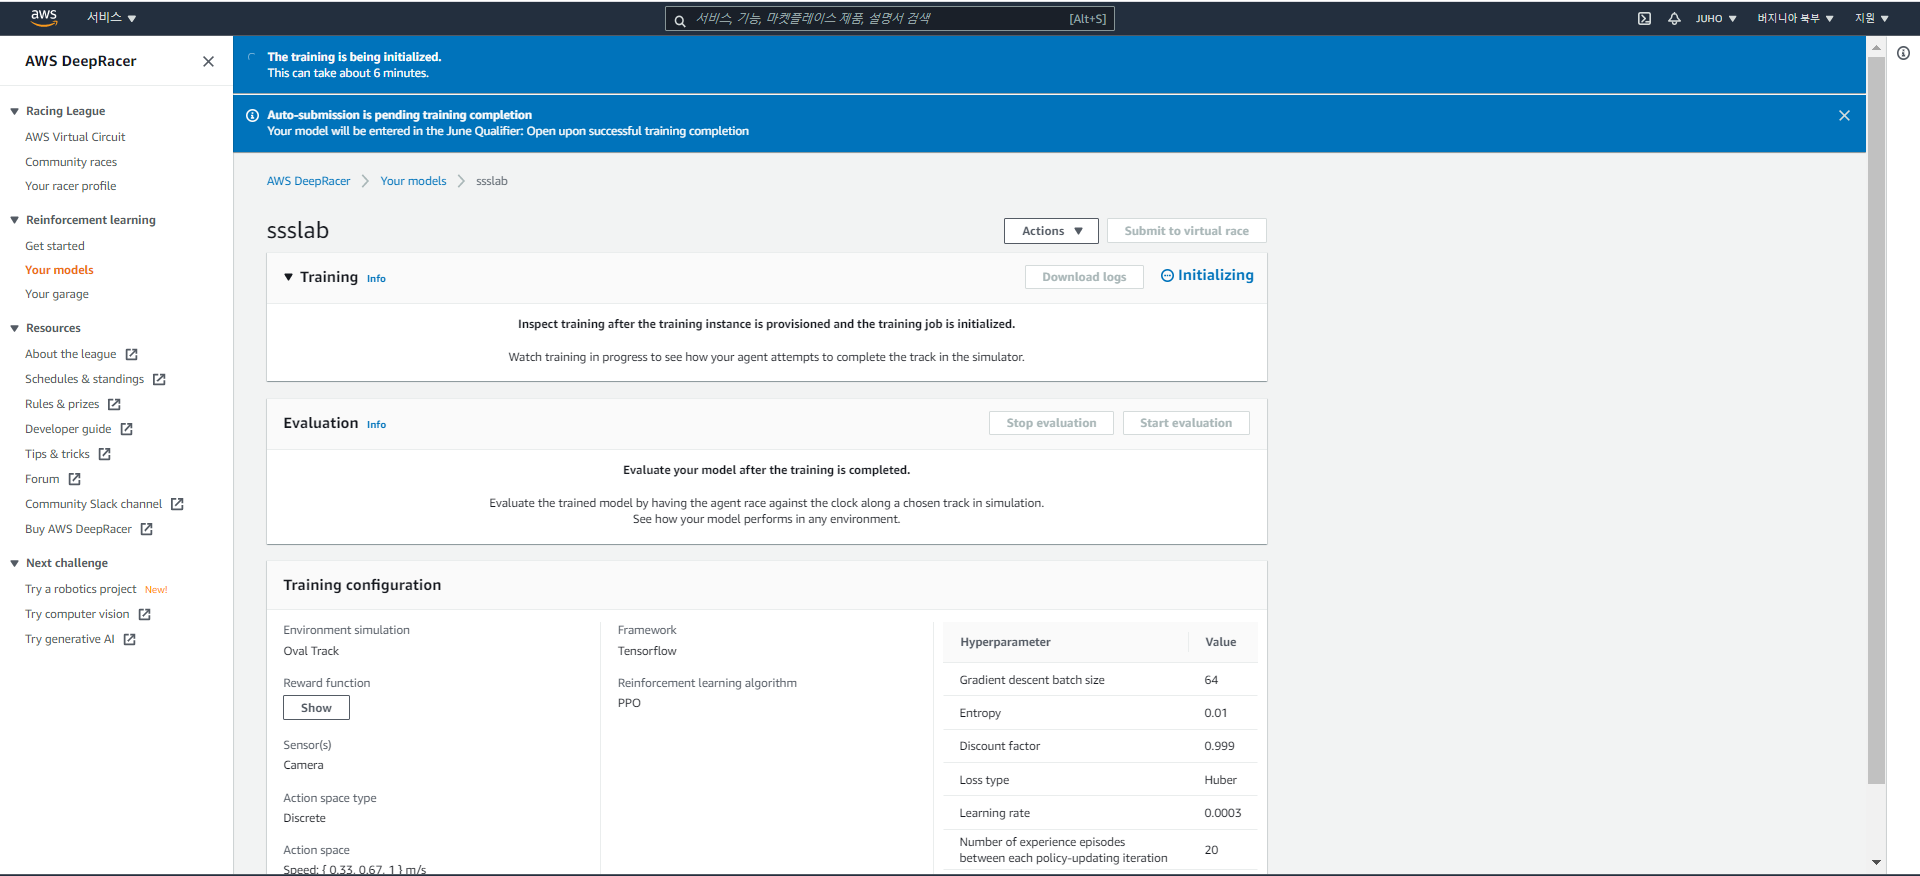 aws
서비스
서비스, 기능, 마켓플레이스 제품, 설명서 검색
[Alt+S]
JUHO
버지니아 북부
지원
AWS DeepRacer
Racing League
AWS Virtual Circuit
Community races
Your racer profile
Reinforcement learning
Get started
Your models
Your garage
Resources
About the league
Schedules & standings
Rules & prizes
Developer guide
Tips & tricks
Forum
Community Slack channel
Buy AWS DeepRacer
Next challenge
Try a robotics project New!
Try computer vision
Try generative AI
The training is being initialized.
This can take about 6 minutes.
Auto-submission is pending training completion
Your model will be entered in the June Qualifier: Open upon successful training completion
AWS DeepRacer
Your models
ssslab
ssslab
Actions
Submit to virtual race
Training Info
Download logs
Initializing
Inspect training after the training instance is provisioned and the training job is initialized.
Watch training in progress to see how your agent attempts to complete the track in the simulator.
Evaluation Info
Stop evaluation
Start evaluation
Evaluate your model after the training is completed.
Evaluate the trained model by having the agent race against the clock along a chosen track in simulation.
See how your model performs in any environment.
Training configuration
Environment simulation
Oval Track
Reward function
Show
Sensor(s)
Camera
Action space type
Discrete
Action space
Speed: { 0.33, 0.67, 1 } m/s
Framework
Tensorflow
Reinforcement learning algorithm
PPO
Hyperparameter Value
Gradient descent batch size 64
Entropy 0.01
Discount factor 0.999
Loss type Huber
Learning rate 0.0003
Number of experience episodes
between each policy-updating iteration 20